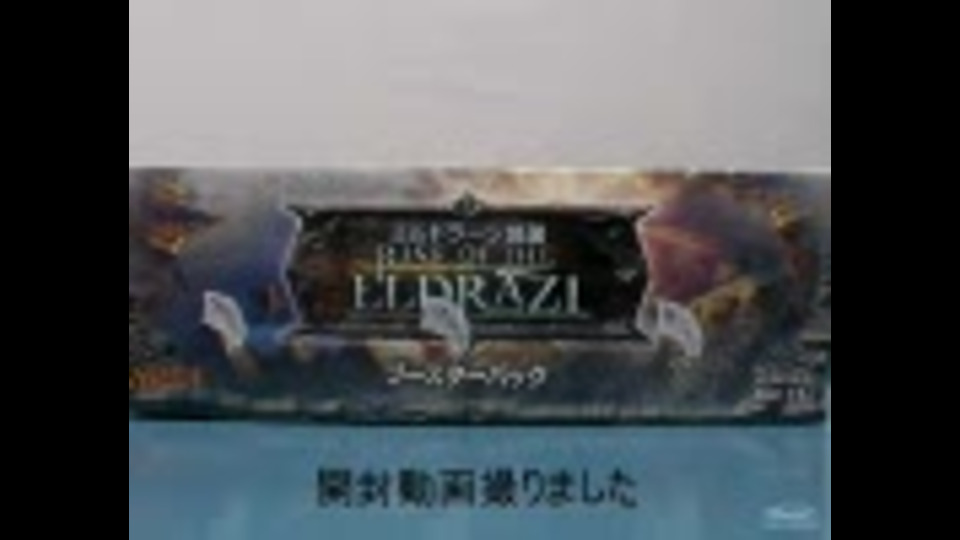 エルドラージ覚醒
RISE OF THE
ELDRAZI
ブースターパック
開封動画撮りました